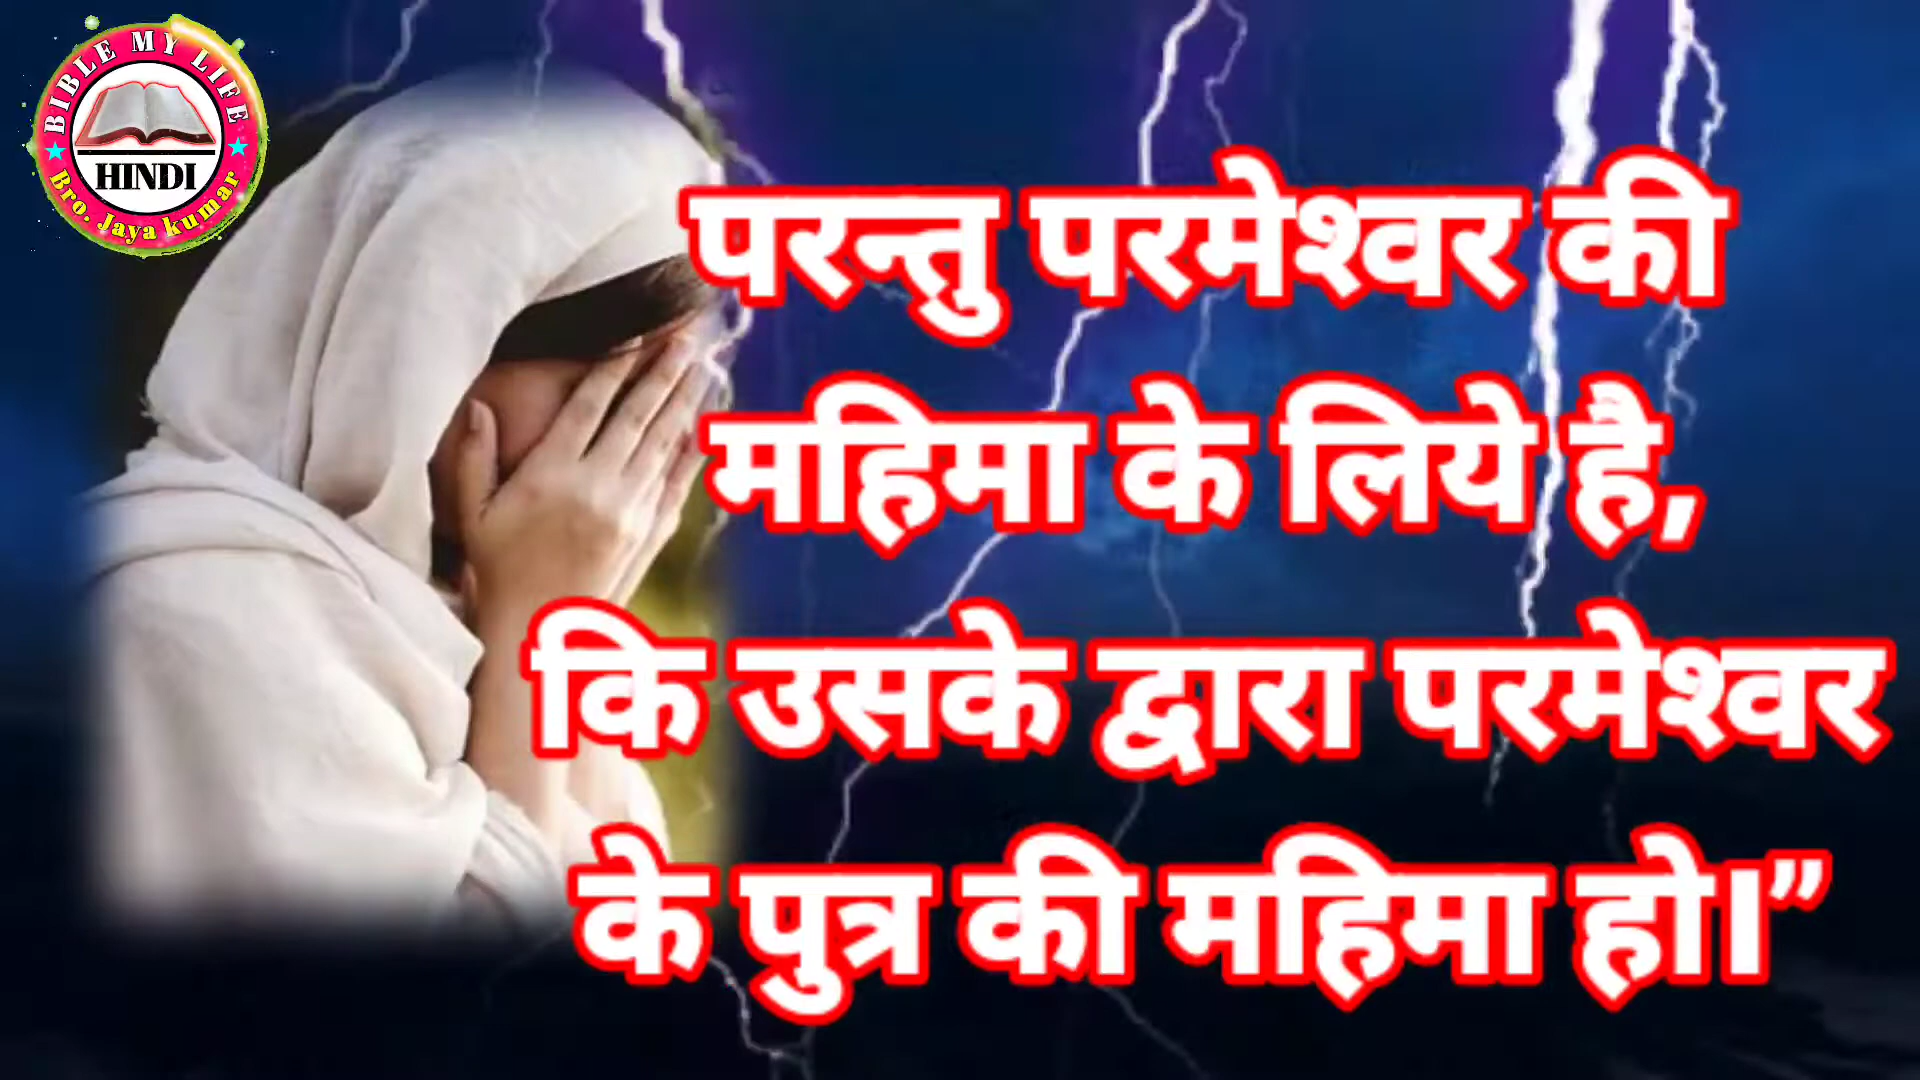 BIBLE MY LIFE
HINDI
Bro. Jaya kumar
परन्तु परमेश्वर की
महिमा के लिये है,
कि उसके द्वारा परमेश्वर
के पुत्र की महिमा हो।”